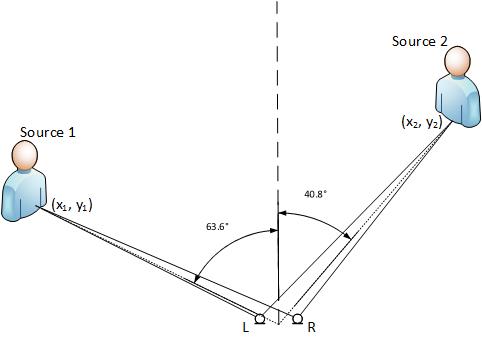 Source 2
(x₂, y₂)
Source 1
40.8°
(x₁, y₁)
63.6°
L
R